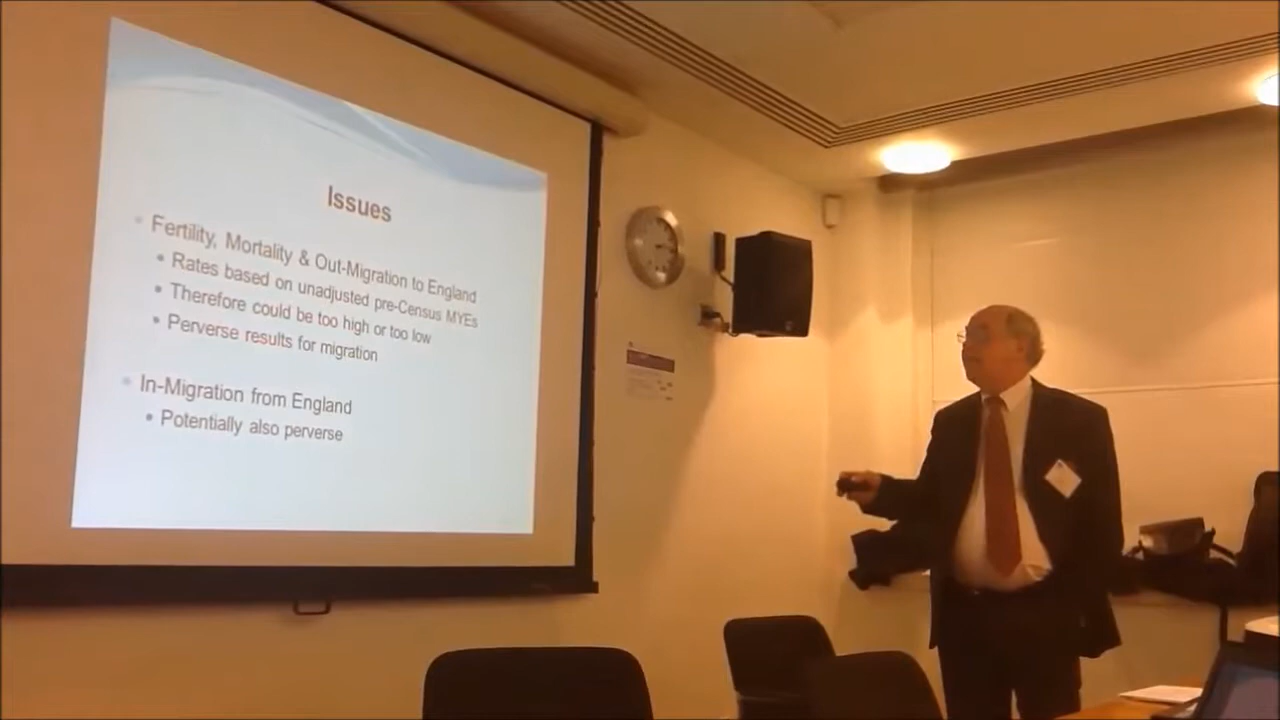 Issues
• Fertility, Mortality & Out-Migration to England
• Rates based on unadjusted pre-Census MYEs
• Therefore could be too high or too low
• Perverse results for migration
• In-Migration from England
• Potentially also perverse